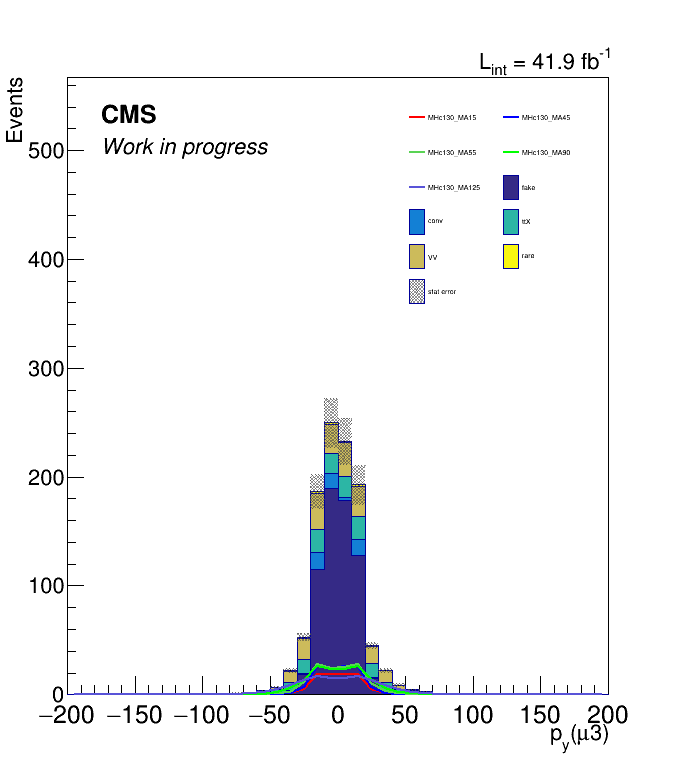 L_int = 41.9 fb^-1
Events
CMS
Work in progress
MHc130_MA15
MHc130_MA45
MHc130_MA55
MHc130_MA90
MHc130_MA125
fake
conv
ttX
VV
rare
stat error
500
400
300
200
100
0
−200 −150 −100 −50 0 50 100 150 200
p_y(μ3)